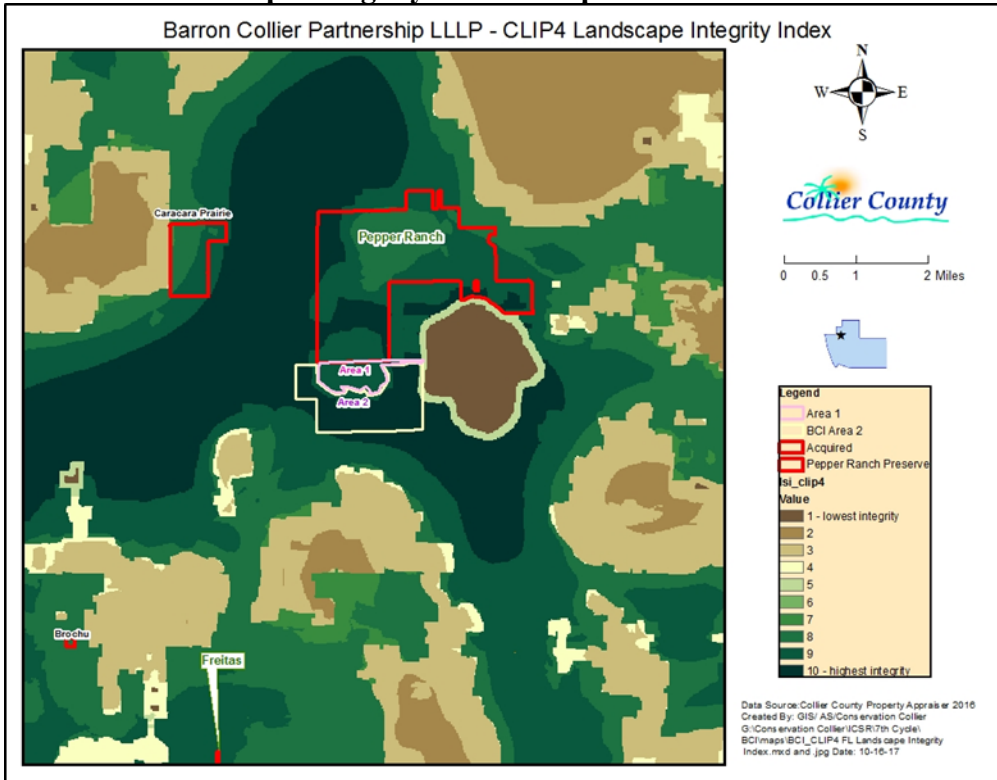 Barron Collier Partnership LLLP - CLIP4 Landscape Integrity Index
Caracara Prairie
Pepper Ranch
Area 1
Area 2
Brochu
Freitas
N
W E
S
Collier County
0 0.5 1 2 Miles
Legend
Area 1
BCI Area 2
Acquired
Pepper Ranch Preserve
lsi_clip4
Value
1 - lowest integrity
2
3
4
5
6
7
8
9
10 - highest integrity
Data Source:Collier County Property Appraiser 2016
Created By: GIS/ AS/Conservation Collier
G:\Conservation Collier\ICSR\7th Cycle\
BCI\maps\BCI_CLIP4 FL Landscape Integrity
Index.mxd and .jpg Date: 10-16-17